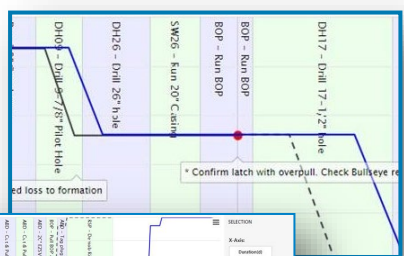 DH09 - Drill 9-7/8" Pilot Hole
DH26 - Drill 26" hole
SW26 - Run 20" Casing
BOP - Run BOP
BOP - Run BOP
DH17 - Drill 17-1/2" hole
* Confirm latch with overpull. Check Bullseye re
ed loss to formation
SELECTION
X-Axis:
Duration(d)